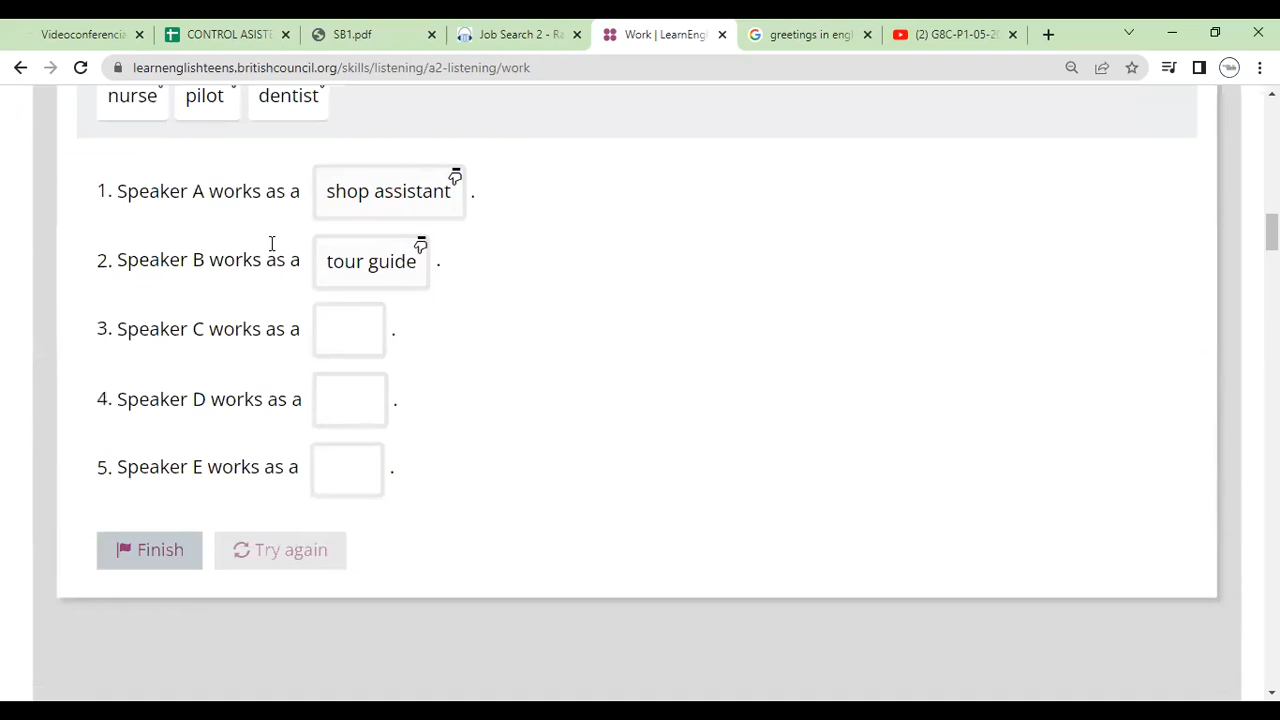 Videoconferencia
CONTROL ASISTE
SB1.pdf
Job Search 2 - Ra
Work | LearnEngl
greetings in engl
(2) G8C-P1-05-20
learnenglishteens.britishcouncil.org/skills/listening/a2-listening/work
nurse pilot dentist
1. Speaker A works as a shop assistant .
2. Speaker B works as a tour guide .
3. Speaker C works as a .
4. Speaker D works as a .
5. Speaker E works as a .
Finish Try again